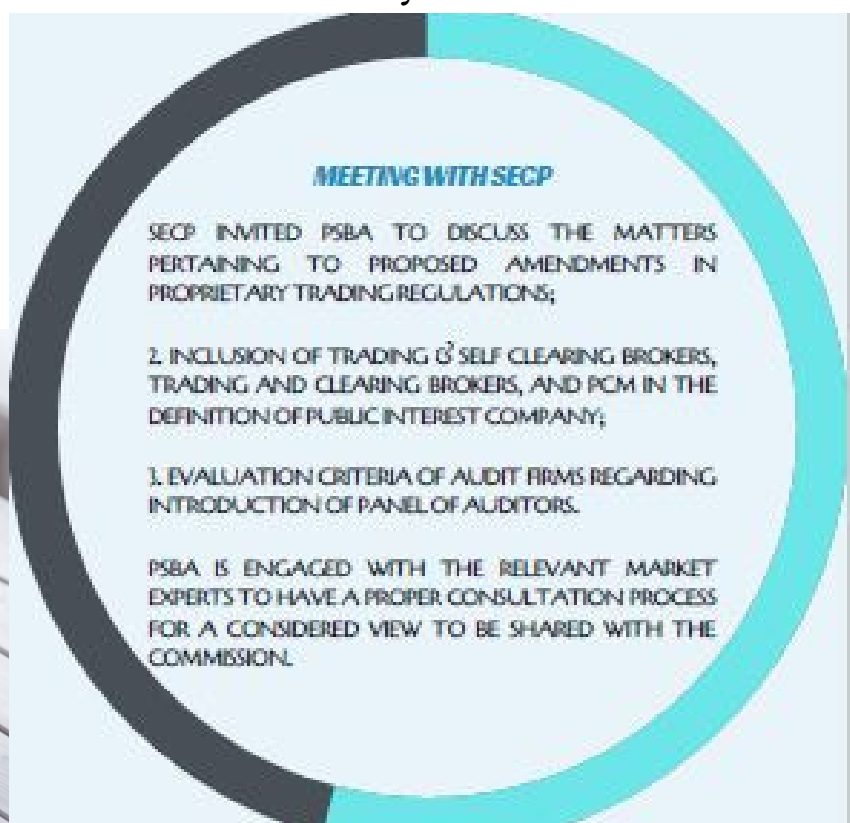 MEETING WITH SECP
SECP INVITED PSBA TO DISCUSS THE MATTERS
PERTAINING TO PROPOSED AMENDMENTS IN
PROPRIETARY TRADING REGULATIONS;
2. INCLUSION OF TRADING & SELF CLEARING BROKERS,
TRADING AND CLEARING BROKERS, AND PCM IN THE
DEFINITION OF PUBLIC INTEREST COMPANY;
3. EVALUATION CRITERIA OF AUDIT FIRMS REGARDING
INTRODUCTION OF PANEL OF AUDITORS.
PSBA IS ENGAGED WITH THE RELEVANT MARKET
EXPERTS TO HAVE A PROPER CONSULTATION PROCESS
FOR A CONSIDERED VIEW TO BE SHARED WITH THE
COMMISSION.